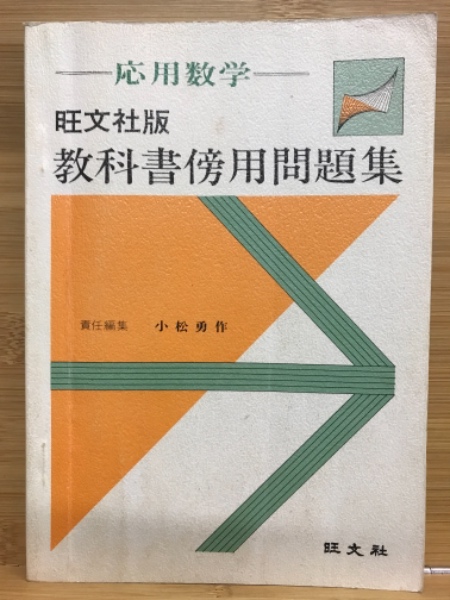 応用数学
旺文社版
教科書傍用問題集
責任編集 小松勇作
旺文社